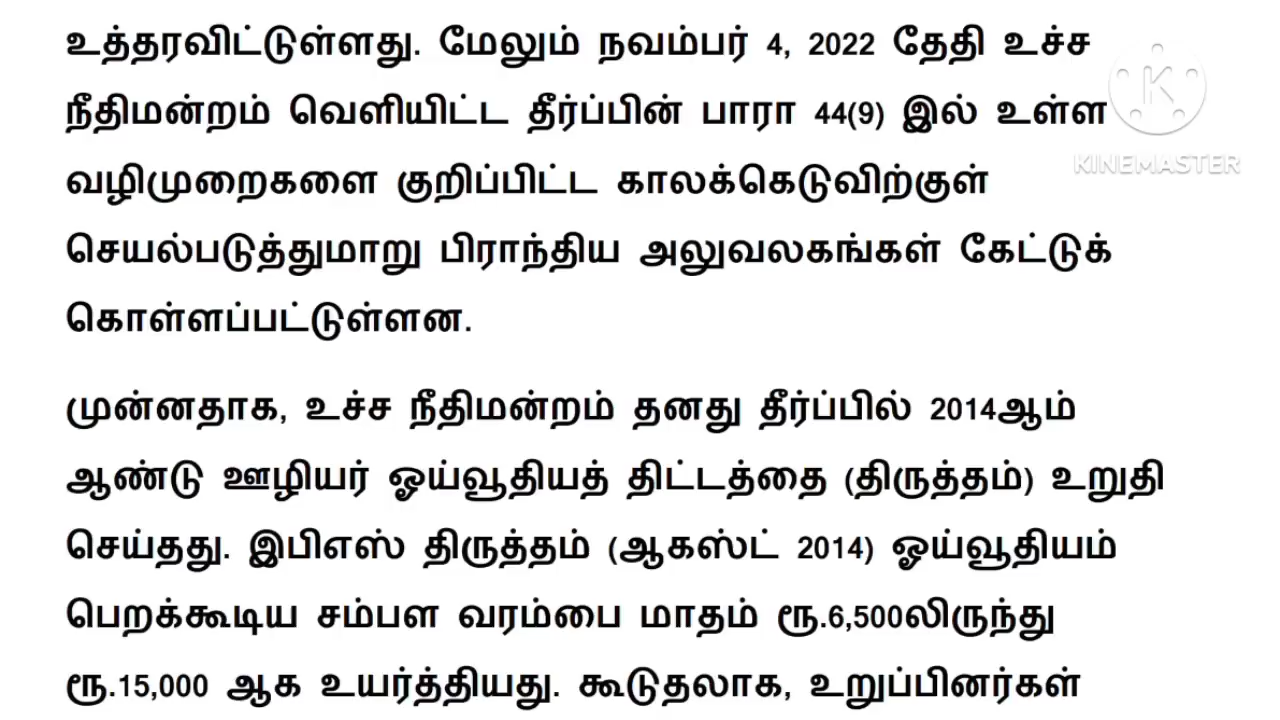 உத்தரவிட்டுள்ளது. மேலும் நவம்பர் 4, 2022 தேதி உச்ச
நீதிமன்றம் வெளியிட்ட தீர்ப்பின் பாரா 44(9) இல் உள்ள
வழிமுறைகளை குறிப்பிட்ட காலக்கெடுவிற்குள்
செயல்படுத்துமாறு பிராந்திய அலுவலகங்கள் கேட்டுக்
கொள்ளப்பட்டுள்ளன.
முன்னதாக, உச்ச நீதிமன்றம் தனது தீர்ப்பில் 2014ஆம்
ஆண்டு ஊழியர் ஓய்வூதியத் திட்டத்தை (திருத்தம்) உறுதி
செய்தது. இபிஎஸ் திருத்தம் (ஆகஸ்ட் 2014) ஓய்வூதியம்
பெறக்கூடிய சம்பள வரம்பை மாதம் ரூ.6,500லிருந்து
ரூ.15,000 ஆக உயர்த்தியது. கூடுதலாக, உறுப்பினர்கள்
K
KINEMASTER